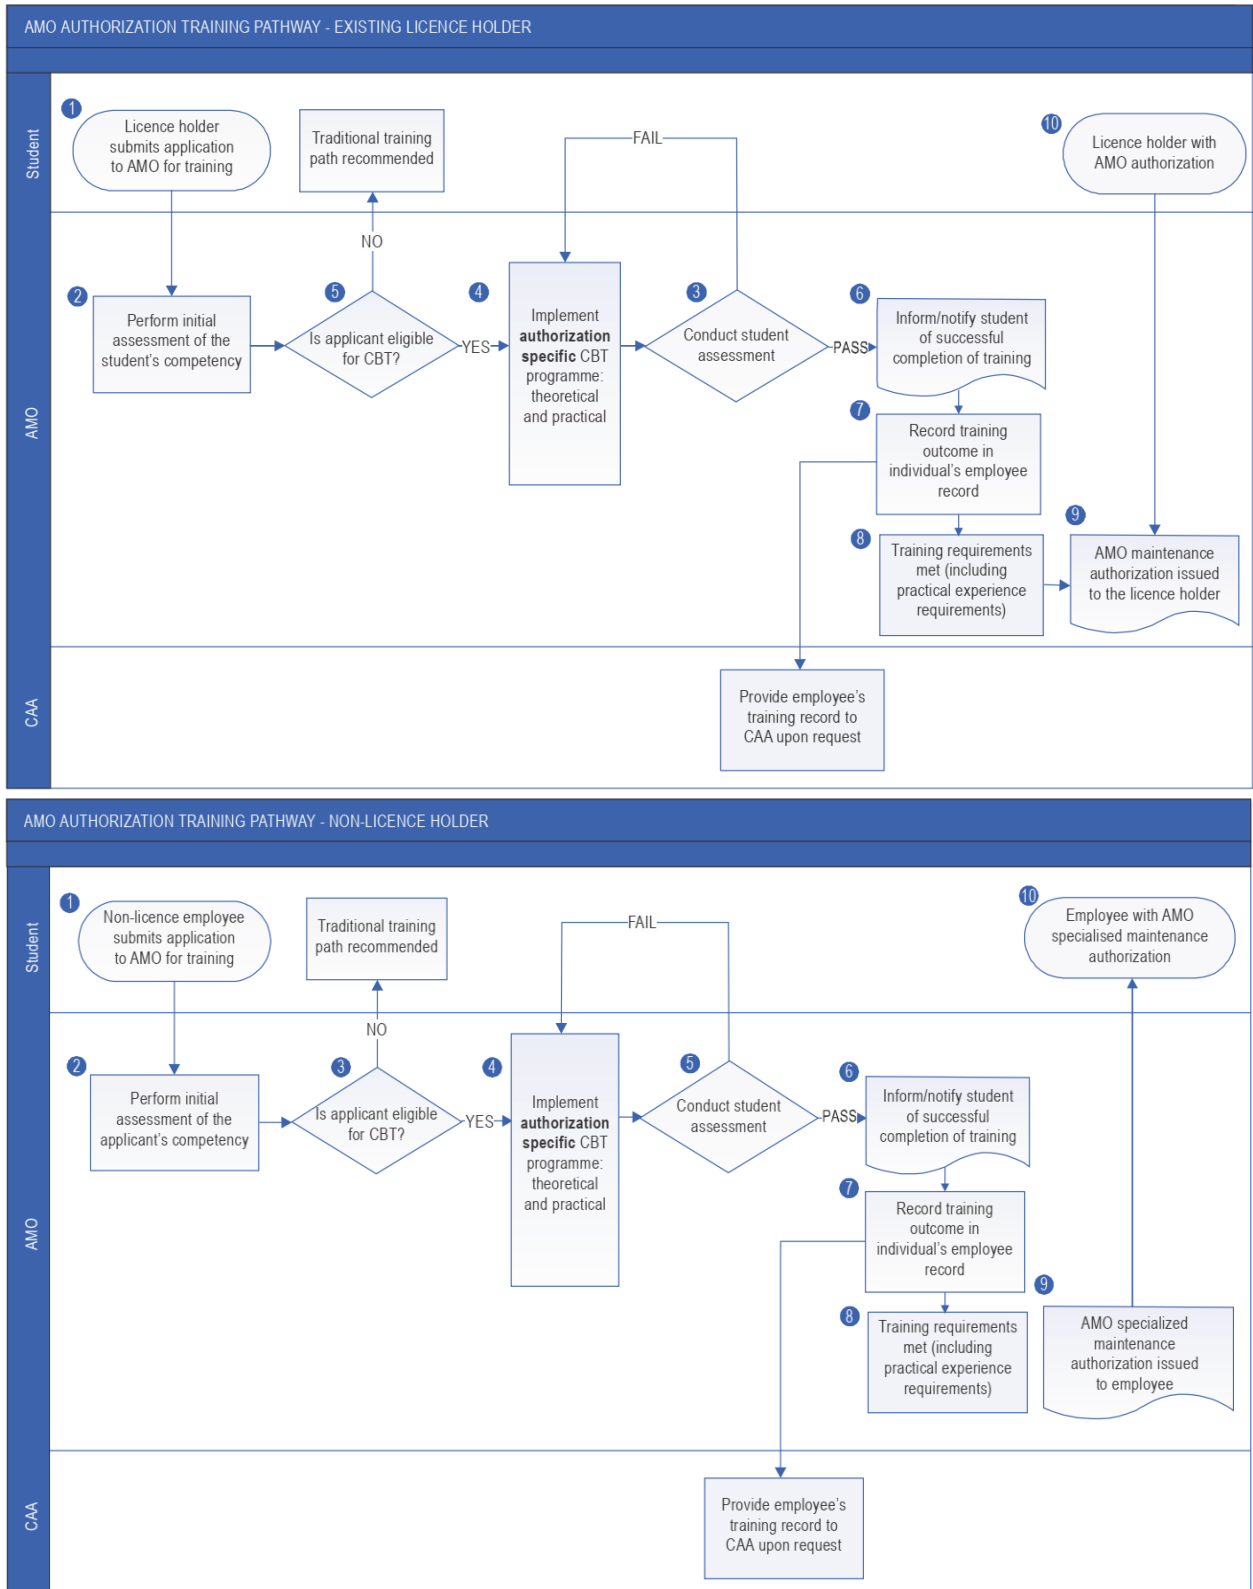 AMO AUTHORIZATION TRAINING PATHWAY - EXISTING LICENCE HOLDER
Student
1
Licence holder
submits application
to AMO for training
Traditional training
path recommended
FAIL
10
Licence holder with
AMO authorization
NO
AMO
2
Perform initial
assessment of the
student's competency
5
Is applicant eligible
for CBT?
YES
4
Implement
authorization
specific CBT
programme:
theoretical
and practical
3
Conduct student
assessment
PASS
6
Inform/notify student
of successful
completion of training
7
Record training
outcome in
individual's employee
record
8
Training requirements
met (including
practical experience
requirements)
9
AMO maintenance
authorization issued
to the licence holder
CAA
Provide employee's
training record to
CAA upon request
AMO AUTHORIZATION TRAINING PATHWAY - NON-LICENCE HOLDER
Student
1
Non-licence employee
submits application
to AMO for training
Traditional training
path recommended
FAIL
10
Employee with AMO
specialised maintenance
authorization
NO
AMO
2
Perform initial
assessment of the
applicant's competency
3
Is applicant eligible
for CBT?
YES
4
Implement
authorization
specific CBT
programme:
theoretical
and practical
5
Conduct student
assessment
PASS
6
Inform/notify student
of successful
completion of training
7
Record training
outcome in
individual's employee
record
8
Training requirements
met (including
practical experience
requirements)
9
AMO specialized
maintenance
authorization issued
to employee
CAA
Provide employee's
training record to
CAA upon request